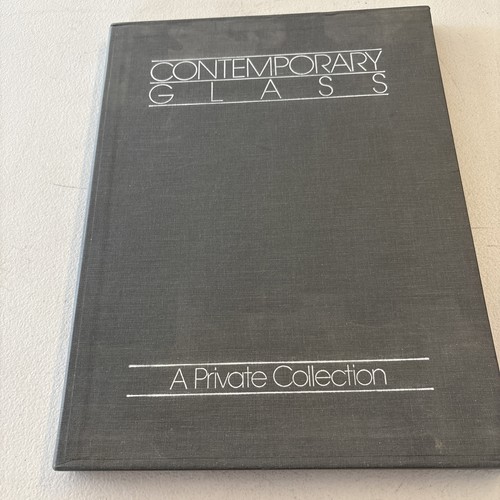 CONTEMPORARY
GLASS
A Private Collection